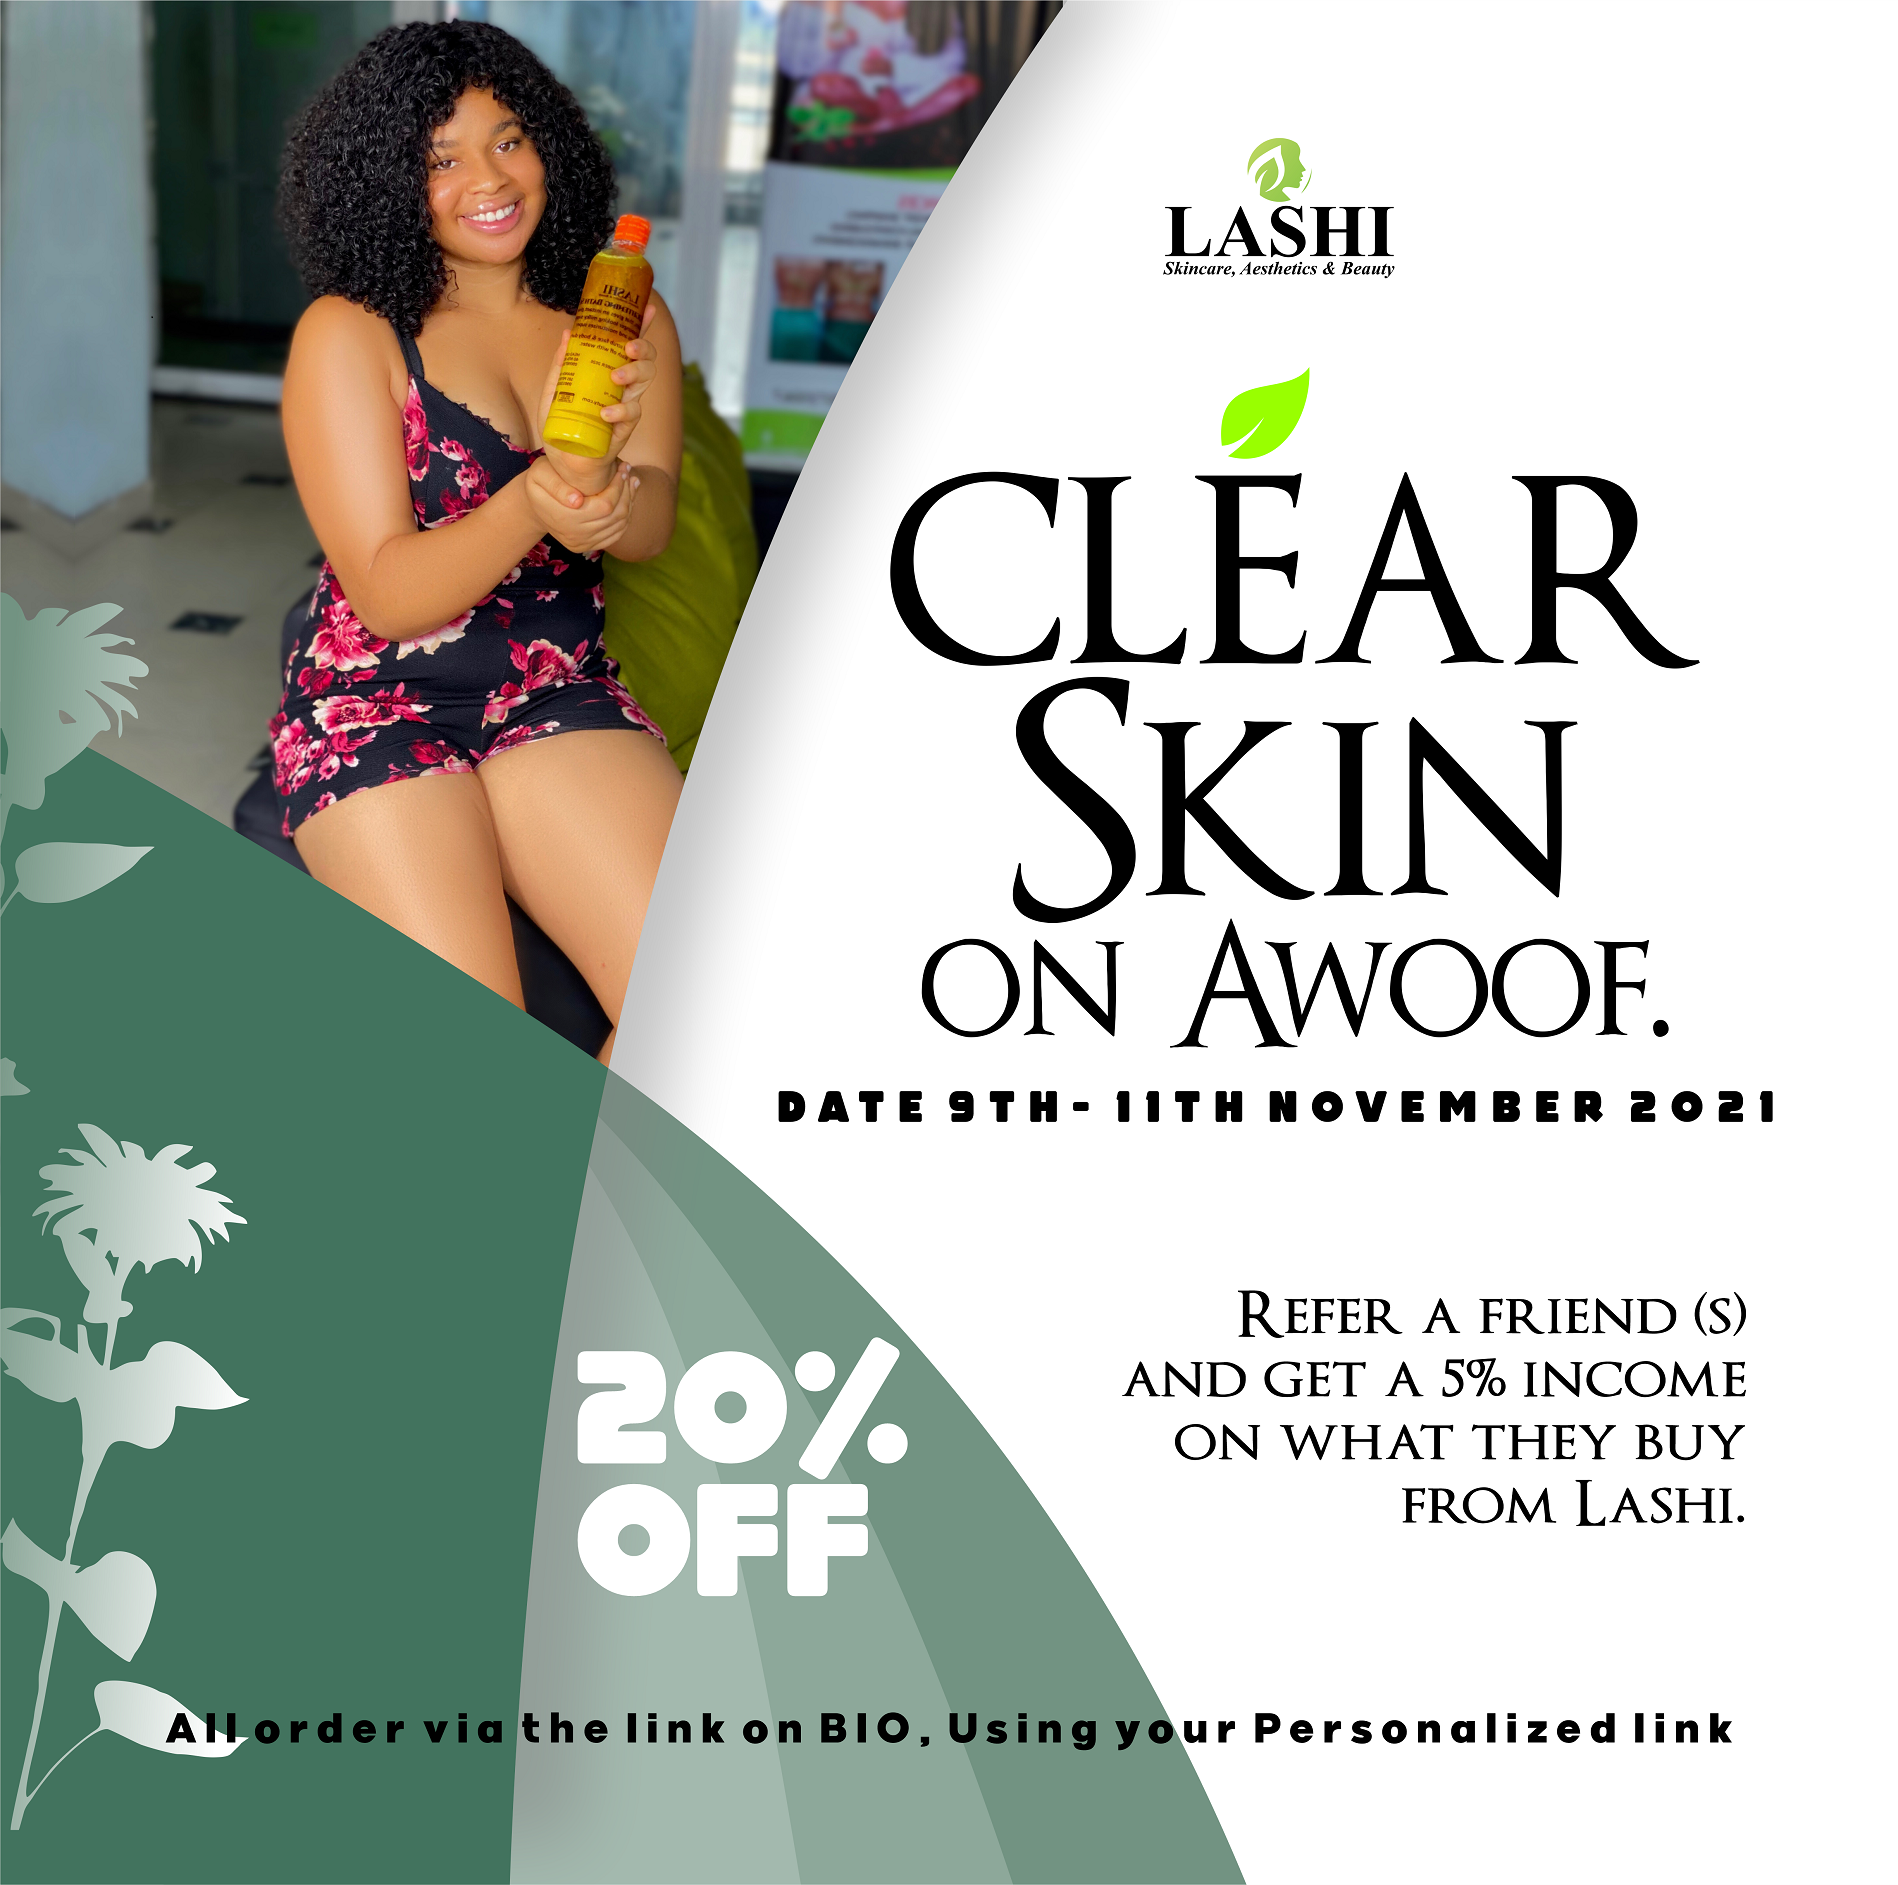 LASHI
Skincare, Aesthetics & Beauty
CLEAR
SKIN
ON AWOOF.
DATE 9TH- 11TH NOVEMBER 2021
REFER A FRIEND (S)
AND GET A 5% INCOME
ON WHAT THEY BUY
FROM LASHI.
20%
OFF
All order via the link on BIO, Using your Personalized link
LASHI